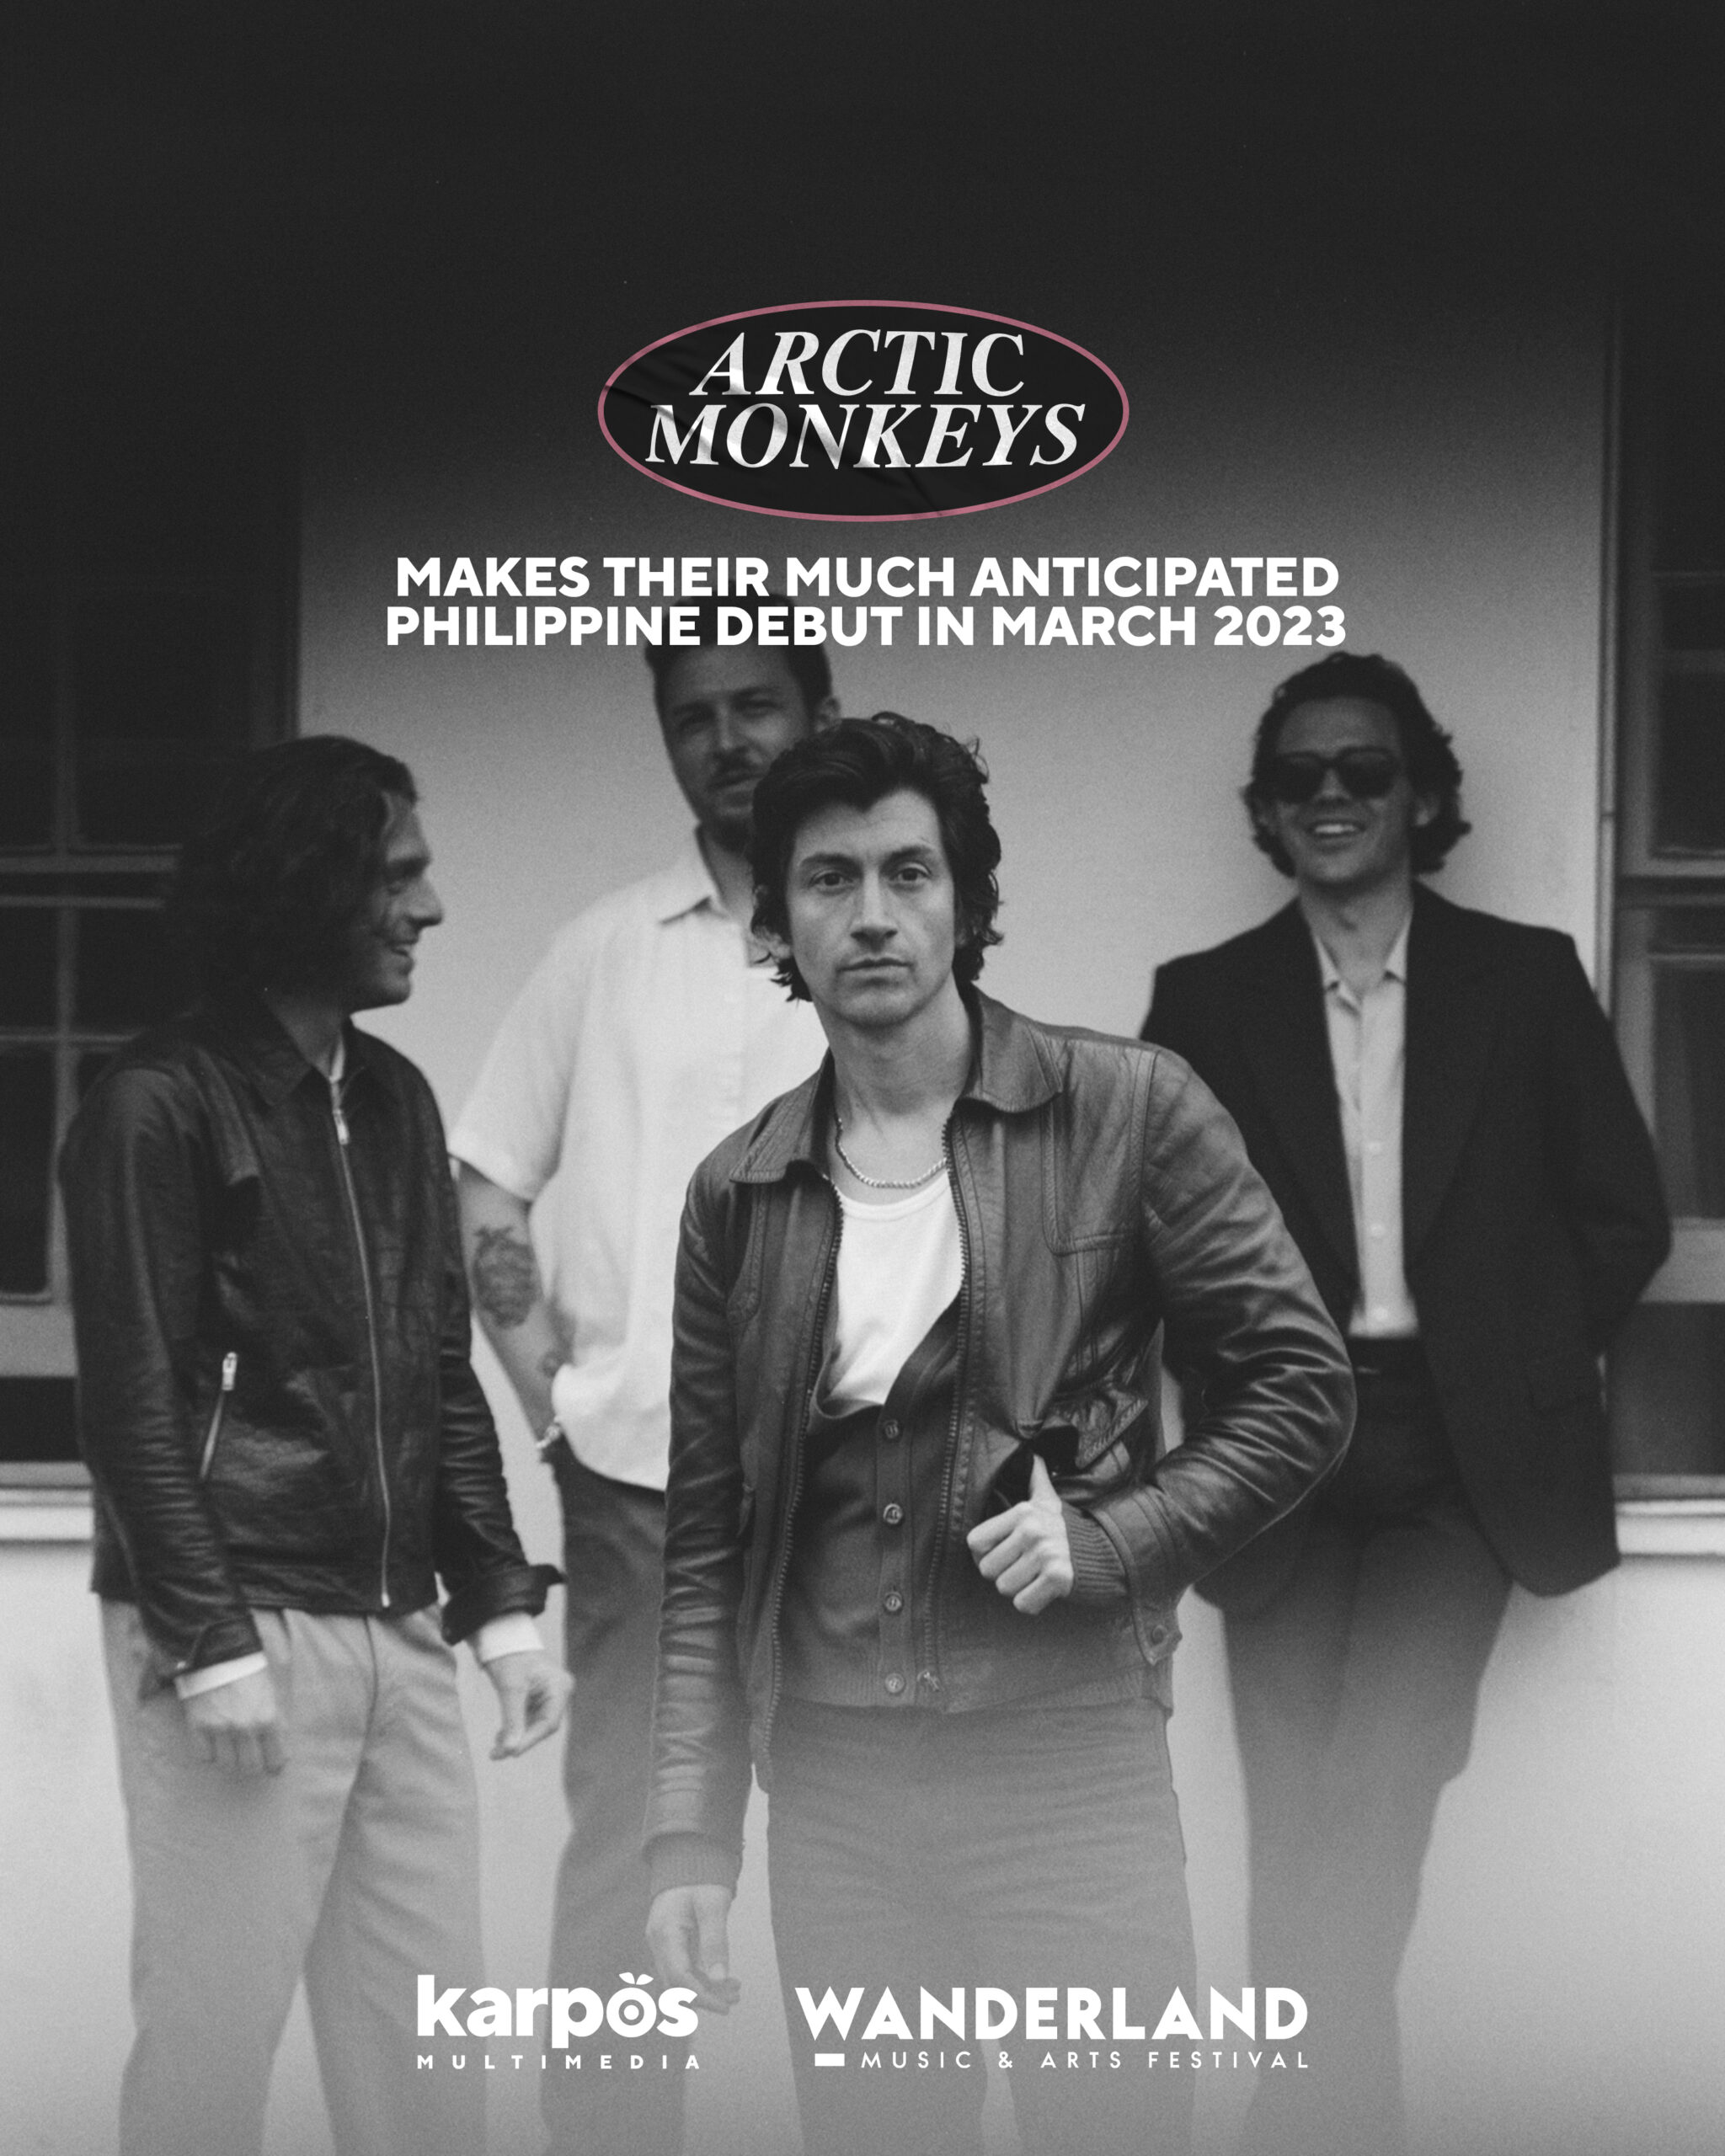 ARCTIC
MONKEYS
MAKES THEIR MUCH ANTICIPATED
PHILIPPINE DEBUT IN MARCH 2023
karpos
MULTIMEDIA
WANDERLAND
MUSIC & ARTS FESTIVAL